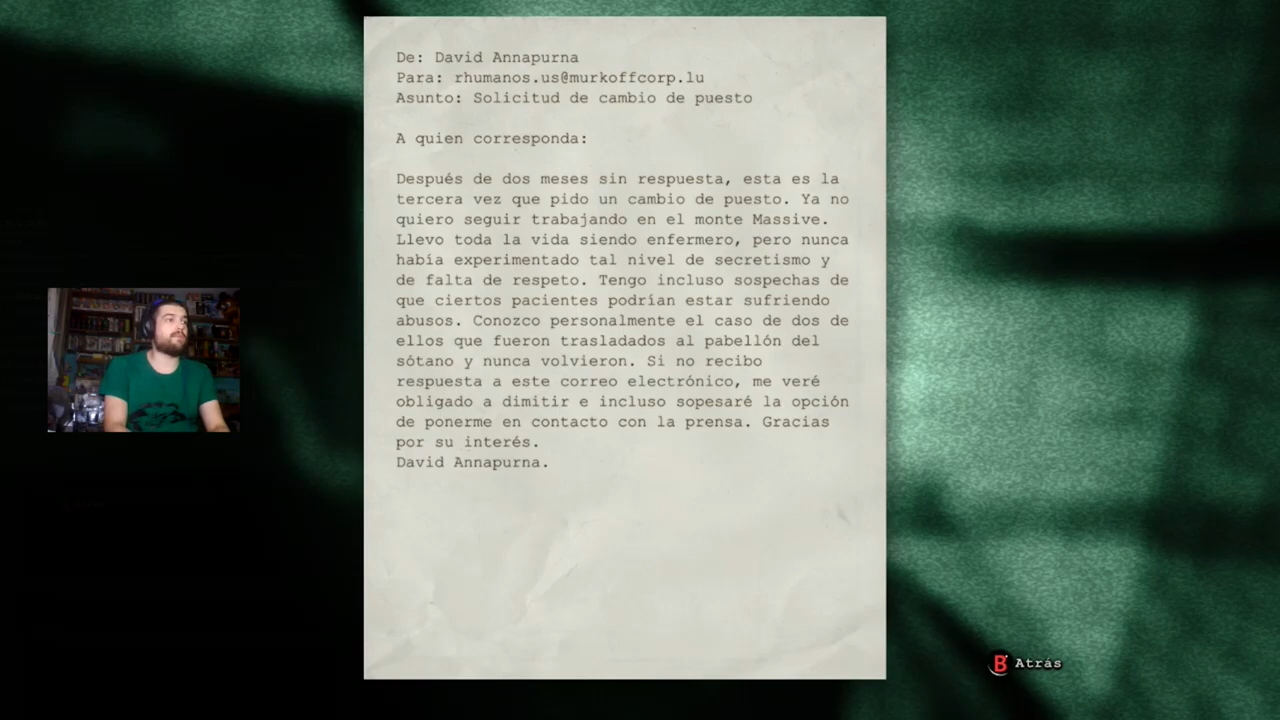 De: David Annapurna
Para: rhumanos.us@murkoffcorp.lu
Asunto: Solicitud de cambio de puesto
A quien corresponda:
Después de dos meses sin respuesta, esta es la
tercera vez que pido un cambio de puesto. Ya no
quiero seguir trabajando en el monte Massive.
Llevo toda la vida siendo enfermero, pero nunca
había experimentado tal nivel de secretismo y
de falta de respeto. Tengo incluso sospechas de
que ciertos pacientes podrían estar sufriendo
abusos. Conozco personalmente el caso de dos de
ellos que fueron trasladados al pabellón del
sótano y nunca volvieron. Si no recibo
respuesta a este correo electrónico, me veré
obligado a dimitir e incluso sopesaré la opción
de ponerme en contacto con la prensa. Gracias
por su interés.
David Annapurna.
B Atrás